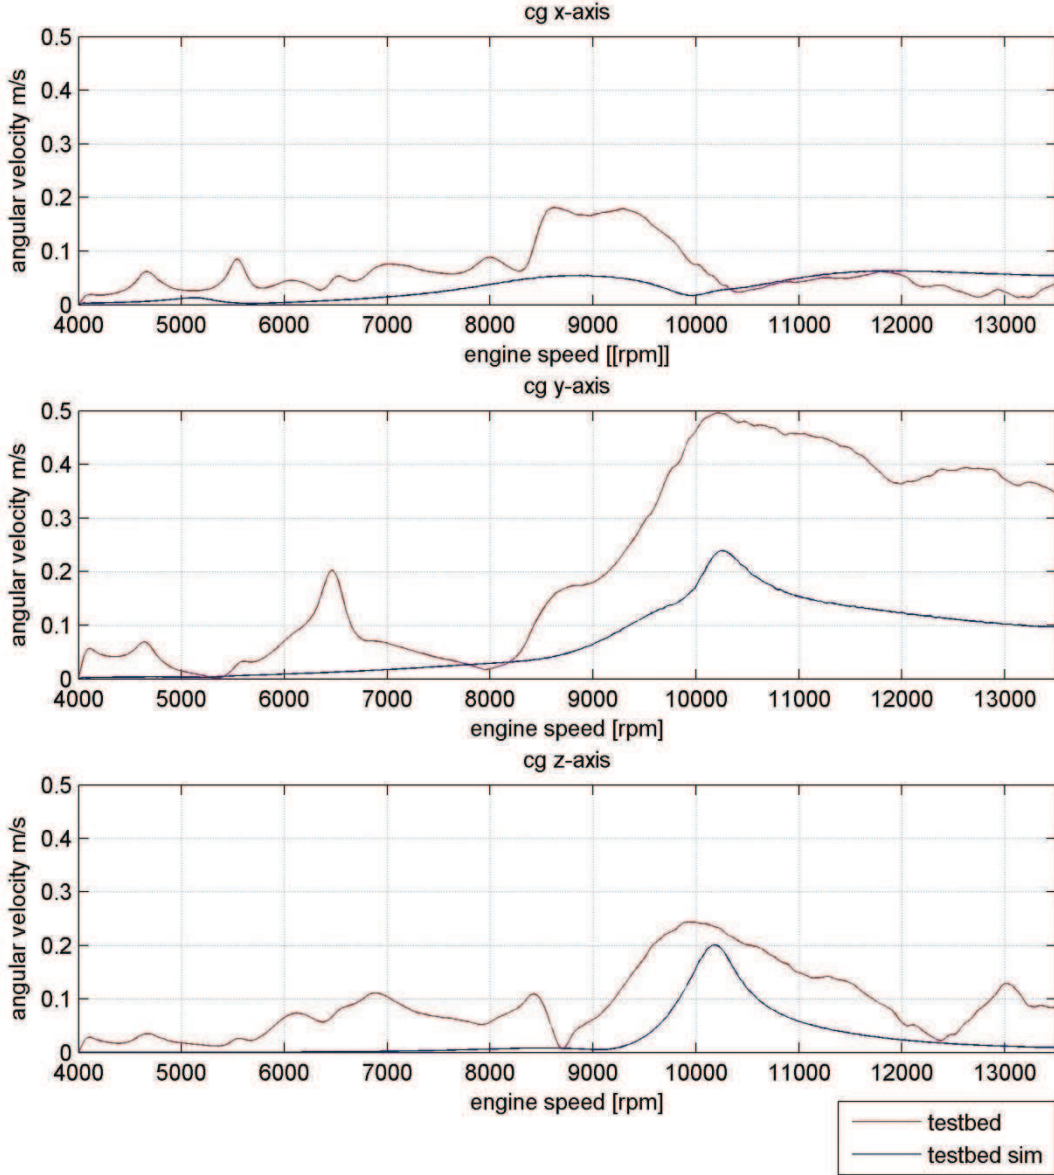 cg x-axis
0.5
0.4
0.3
0.2
0.1
0
angular velocity m/s
4000 5000 6000 7000 8000 9000 10000 11000 12000 13000
engine speed [[rpm]]
cg y-axis
0.5
0.4
0.3
0.2
0.1
0
angular velocity m/s
4000 5000 6000 7000 8000 9000 10000 11000 12000 13000
engine speed [rpm]
cg z-axis
0.5
0.4
0.3
0.2
0.1
0
angular velocity m/s
4000 5000 6000 7000 8000 9000 10000 11000 12000 13000
engine speed [rpm]
testbed
testbed sim